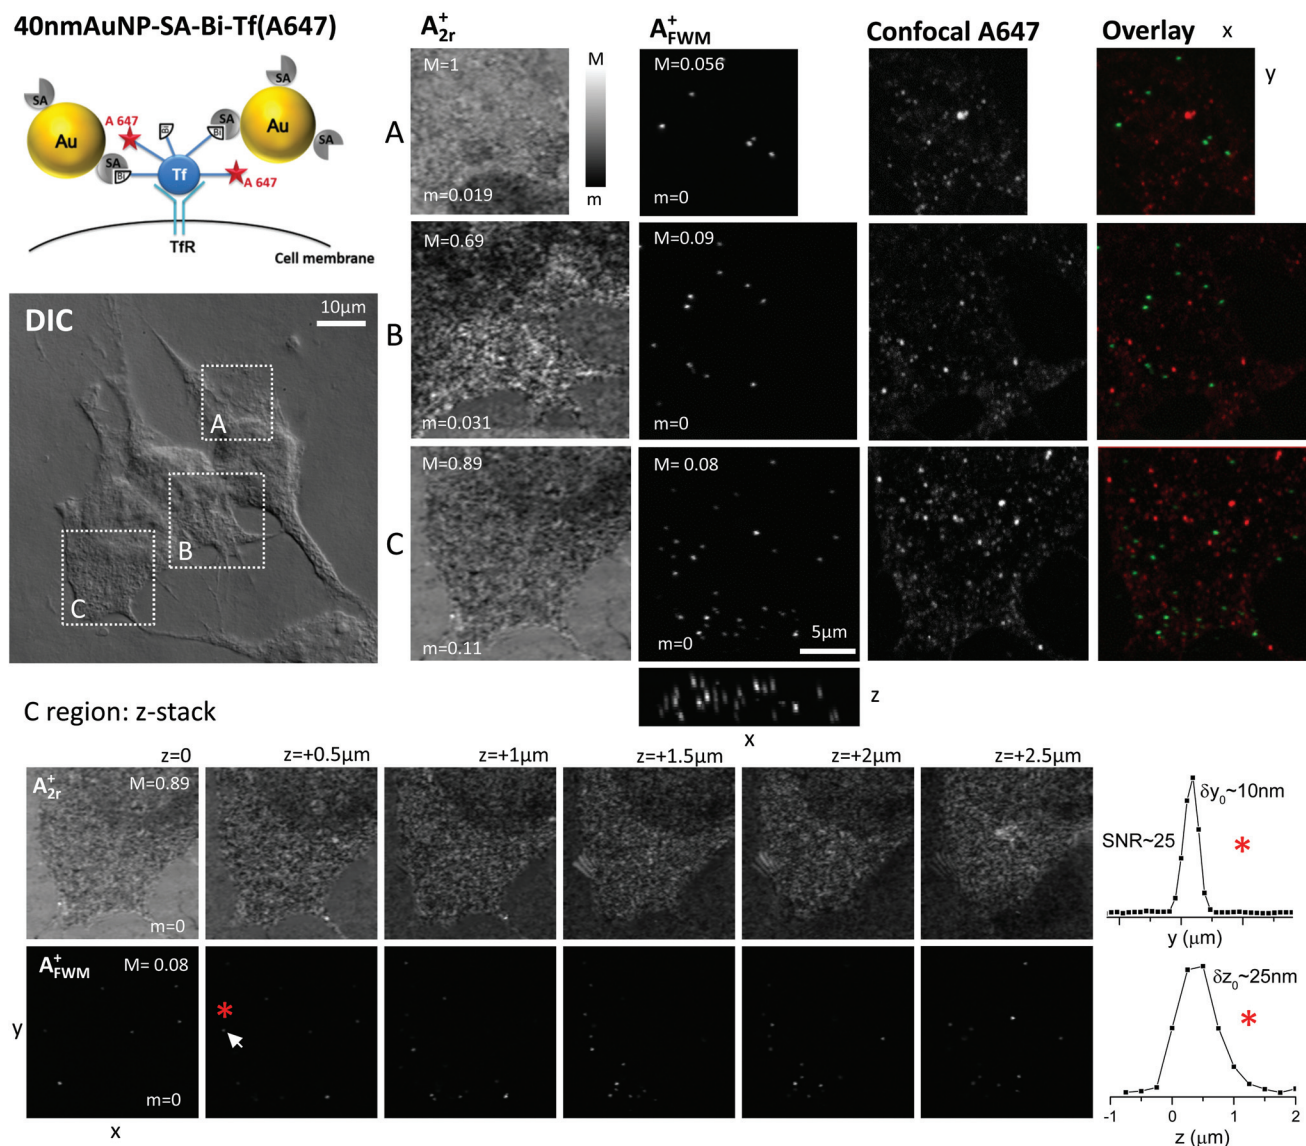 40nmAuNP-SA-Bi-Tf(A647)
SA
SA
Au
A 647
Bi
Bi
SA
Au
SA
SA
Bi
Tf
A 647
TfR
Cell membrane
DIC
10μm
A
B
C
A⁺2r
A⁺FWM
Confocal A647
Overlay
x
y
A
M=1
m=0.019
M
m
M=0.056
m=0
B
M=0.69
m=0.031
M=0.09
m=0
C
M=0.89
m=0.11
M= 0.08
m=0
5μm
z
x
C region: z-stack
z=0
z=+0.5μm
z=+1μm
z=+1.5μm
z=+2μm
z=+2.5μm
A⁺2r
M=0.89
m=0
A⁺FWM
M= 0.08
*
m=0
y
x
δy₀~10nm
SNR~25
*
y (μm)
δz₀~25nm
*
-1 0 1 2
z (μm)